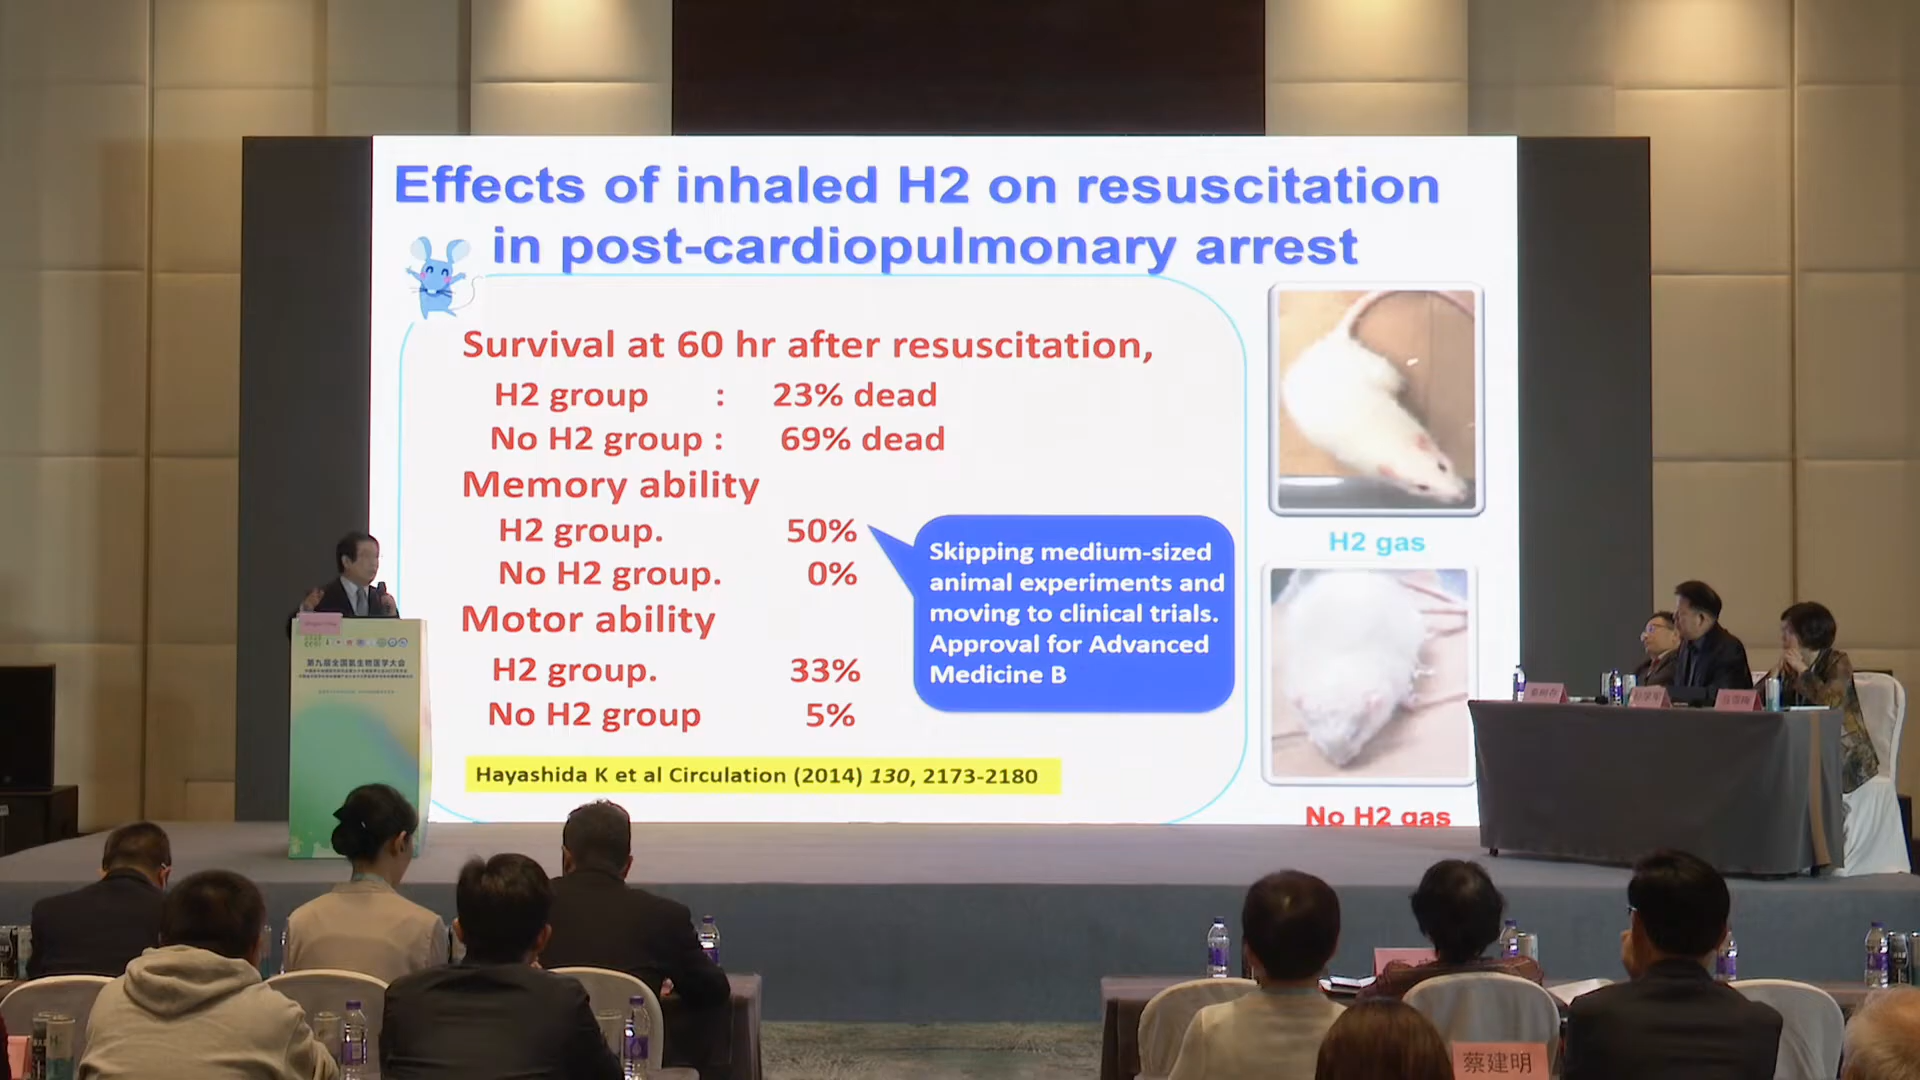 Effects of inhaled H2 on resuscitation
in post-cardiopulmonary arrest
Survival at 60 hr after resuscitation,
H2 group : 23% dead
No H2 group : 69% dead
Memory ability
H2 group. 50%
No H2 group. 0%
Motor ability
H2 group. 33%
No H2 group 5%
Skipping medium-sized
animal experiments and
moving to clinical trials.
Approval for Advanced
Medicine B
Hayashida K et al Circulation (2014) 130, 2173-2180
H2 gas
No H2 gas
第九届全国氢生物医学大会
蔡建明